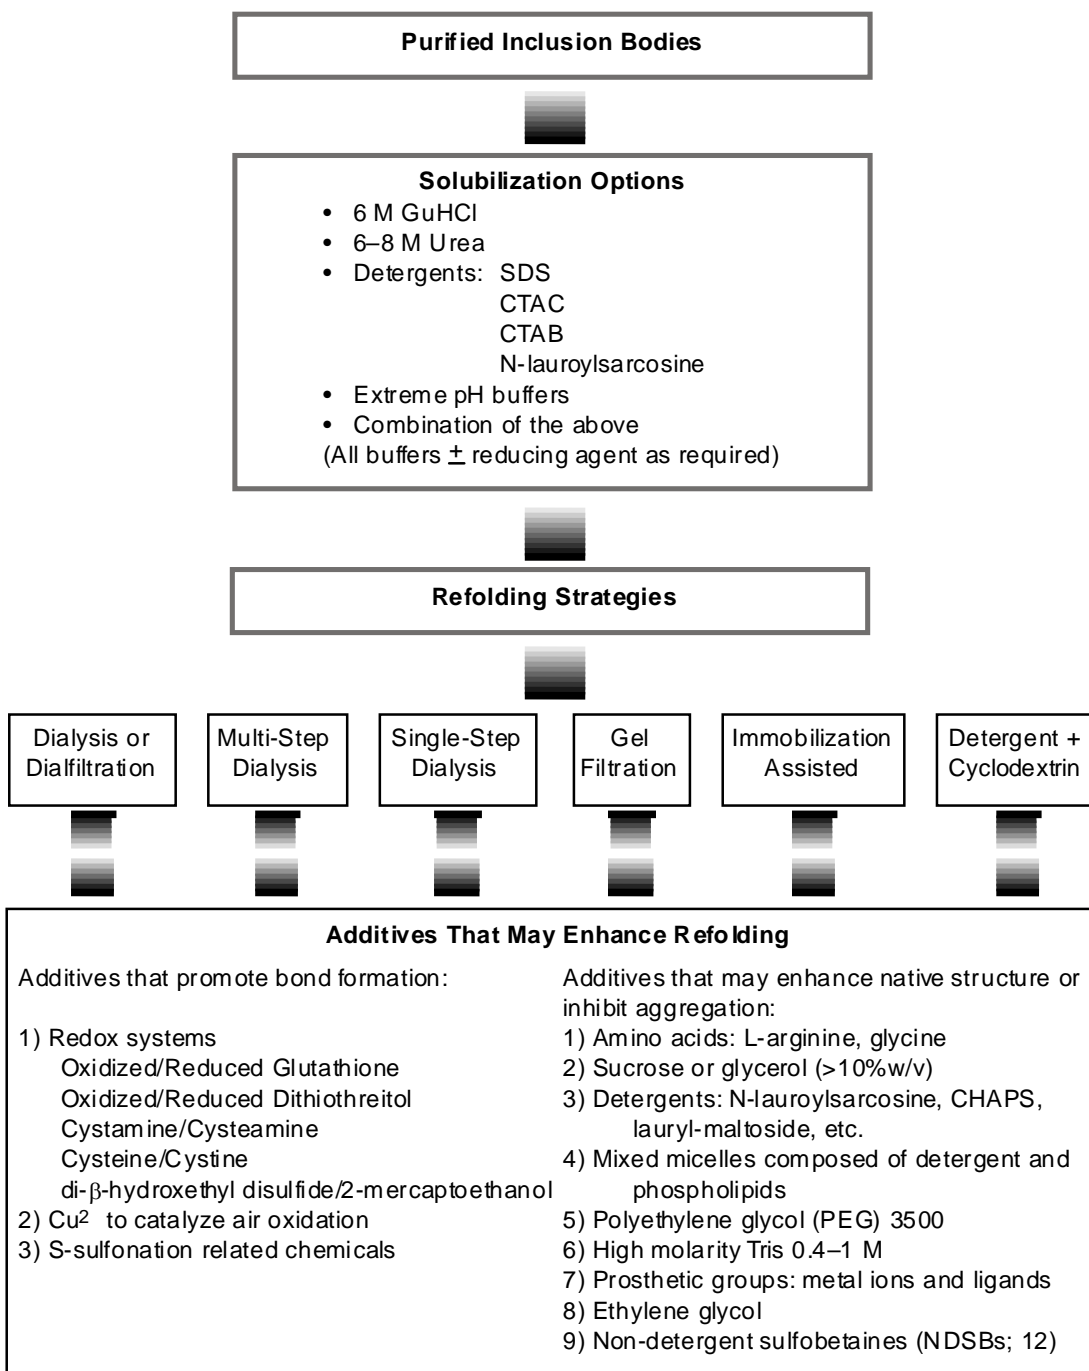 Purified Inclusion Bodies
Solubilization Options
• 6 M GuHCl
• 6–8 M Urea
• Detergents: SDS
CTAC
CTAB
N-lauroylsarcosine
• Extreme pH buffers
• Combination of the above
(All buffers ± reducing agent as required)
Refolding Strategies
Dialysis or
Dialfiltration
Multi-Step
Dialysis
Single-Step
Dialysis
Gel
Filtration
Immobilization
Assisted
Detergent +
Cyclodextrin
Additives That May Enhance Refolding
Additives that promote bond formation:
1) Redox systems
Oxidized/Reduced Glutathione
Oxidized/Reduced Dithiothreitol
Cystamine/Cysteamine
Cysteine/Cystine
di-β-hydroxethyl disulfide/2-mercaptoethanol
2) Cu² to catalyze air oxidation
3) S-sulfonation related chemicals
Additives that may enhance native structure or
inhibit aggregation:
1) Amino acids: L-arginine, glycine
2) Sucrose or glycerol (>10%w/v)
3) Detergents: N-lauroylsarcosine, CHAPS,
lauryl-maltoside, etc.
4) Mixed micelles composed of detergent and
phospholipids
5) Polyethylene glycol (PEG) 3500
6) High molarity Tris 0.4–1 M
7) Prosthetic groups: metal ions and ligands
8) Ethylene glycol
9) Non-detergent sulfobetaines (NDSBs; 12)